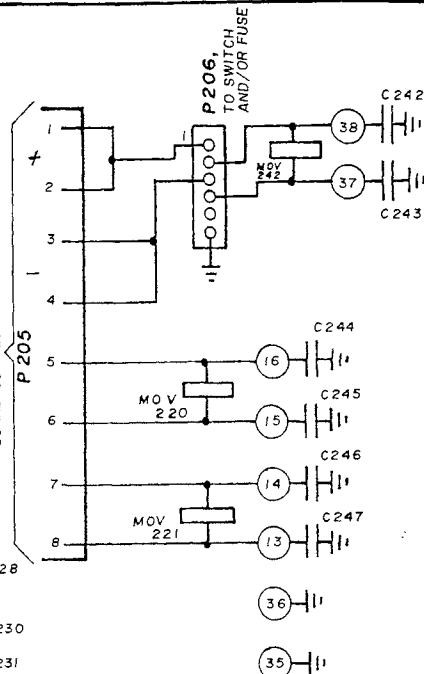 P206,
TO SWITCH
AND/OR FUSE
C242
1
1
+
38
MOV
242
2
37
C243
3
−
4
P205
C244
5
16
MOV
220
C245
6
15
C246
7
14
MOV
221
C247
8
13
28
36
230
231
35